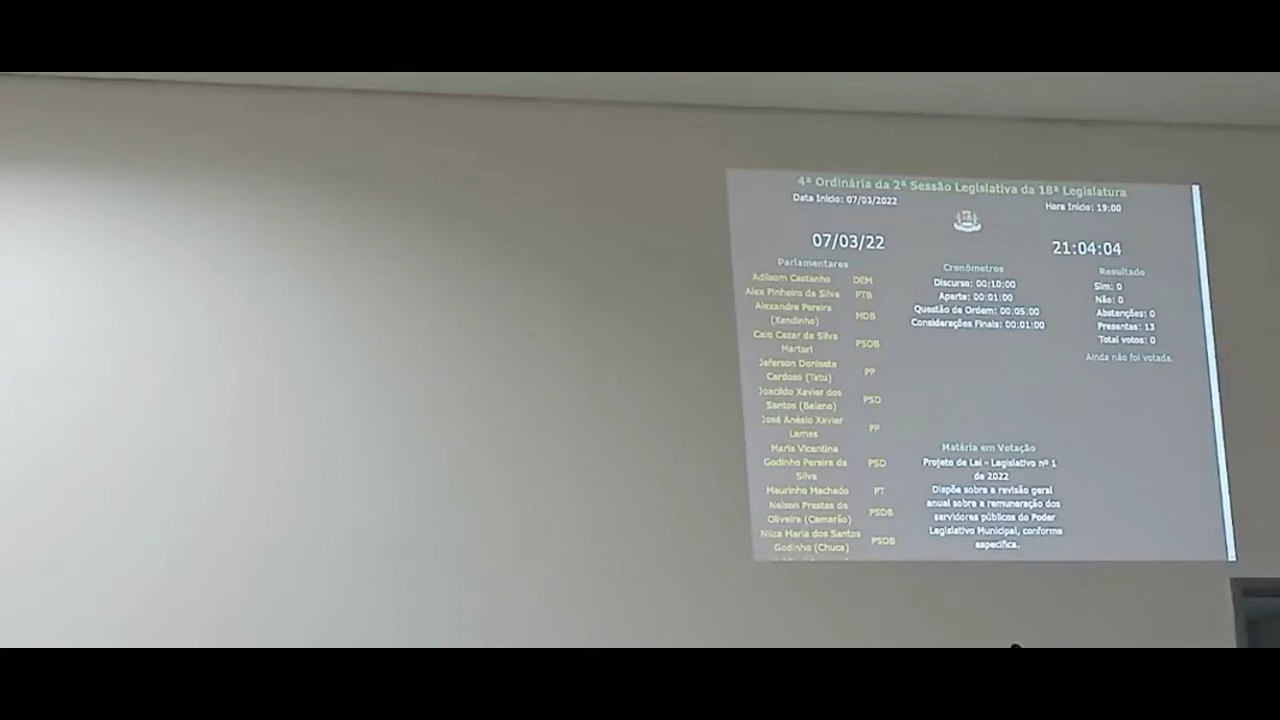 4ª Ordinária da 2ª Sessão Legislativa da 18ª Legislatura
Data Início: 07/03/2022
Hora Início: 19:00
07/03/22
21:04:04
Parlamentares
Adilsom Castanho DEM
Alex Pinheiro da Silva PTB
Alexandre Pereira
(Xandinho) MDB
Caio Cezar da Silva
Martori PSDB
Jeferson Donisete
Cardoso (Tatu) PP
Joacildo Xavier dos
Santos (Baiano) PSD
José Anésio Xavier
Lemes PP
Maria Vicentina
Godinho Pereira da
Silva PSD
Maurinho Machado PT
Nelson Prestes de
Oliveira (Camarão) PSDB
Nilza Maria dos Santos
Godinho (Chuca) PSDB
Cronômetros
Discurso: 00:10:00
Aparte: 00:01:00
Questão de Ordem: 00:05:00
Considerações Finais: 00:01:00
Resultado
Sim: 0
Não: 0
Abstenções: 0
Presentes: 13
Total votos: 0
Ainda não foi votada.
Matéria em Votação
Projeto de Lei - Legislativo nº 1
de 2022
Dispõe sobre a revisão geral
anual sobre a remuneração dos
servidores públicos do Poder
Legislativo Municipal, conforme
especifica.